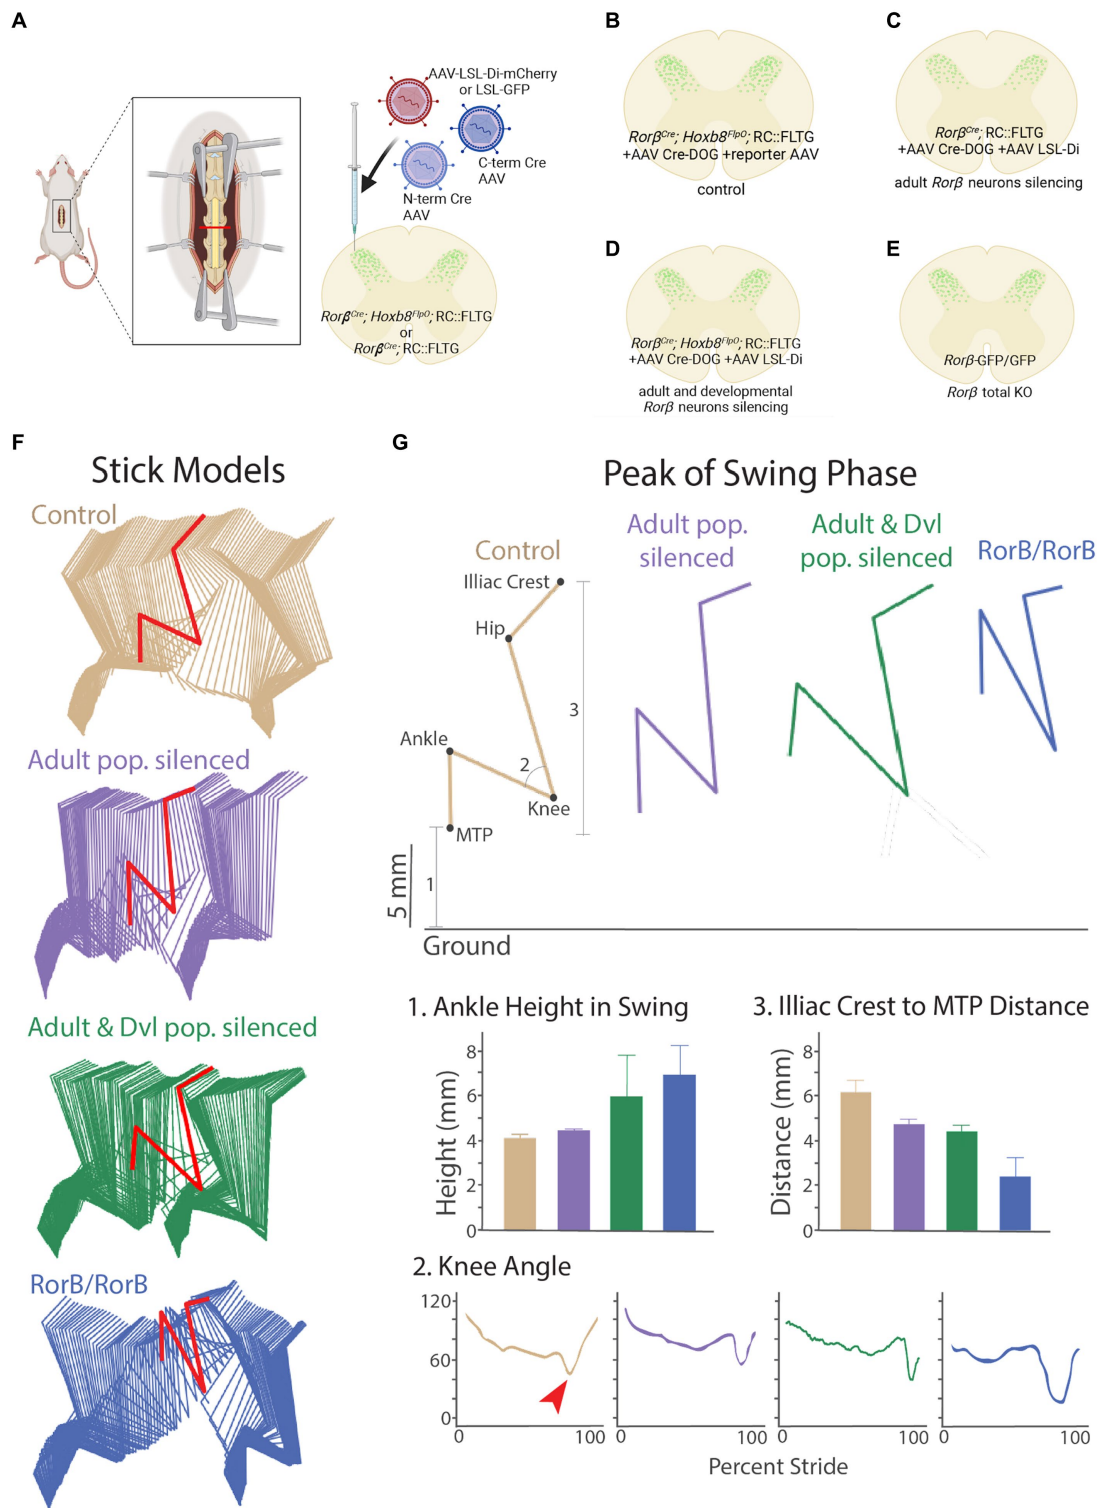 A
AAV-LSL-Di-mCherry
or LSL-GFP
C-term Cre
AAV
N-term Cre
AAV
Rorβ^Cre; Hoxb8^FlpO; RC::FLTG
or
Rorβ^Cre; RC::FLTG
B
Rorβ^Cre; Hoxb8^FlpO; RC::FLTG
+AAV Cre-DOG +reporter AAV
control
C
Rorβ^Cre; RC::FLTG
+AAV Cre-DOG +AAV LSL-Di
adult Rorβ neurons silencing
D
Rorβ^Cre; Hoxb8^FlpO; RC::FLTG
+AAV Cre-DOG +AAV LSL-Di
adult and developmental
Rorβ neurons silencing
E
Rorβ-GFP/GFP
Rorβ total KO
F
Stick Models
Control
Adult pop. silenced
Adult & Dvl pop. silenced
RorB/RorB
G
Peak of Swing Phase
Control
Adult pop.
silenced
Adult & Dvl
pop. silenced
RorB/RorB
Illiac Crest
Hip
3
Ankle
2
Knee
MTP
5 mm
1
Ground
1. Ankle Height in Swing
Height (mm)
8
6
4
2
0
3. Illiac Crest to MTP Distance
Distance (mm)
8
6
4
2
0
2. Knee Angle
120
60
0
0 100
0 100
0 100
0 100
Percent Stride